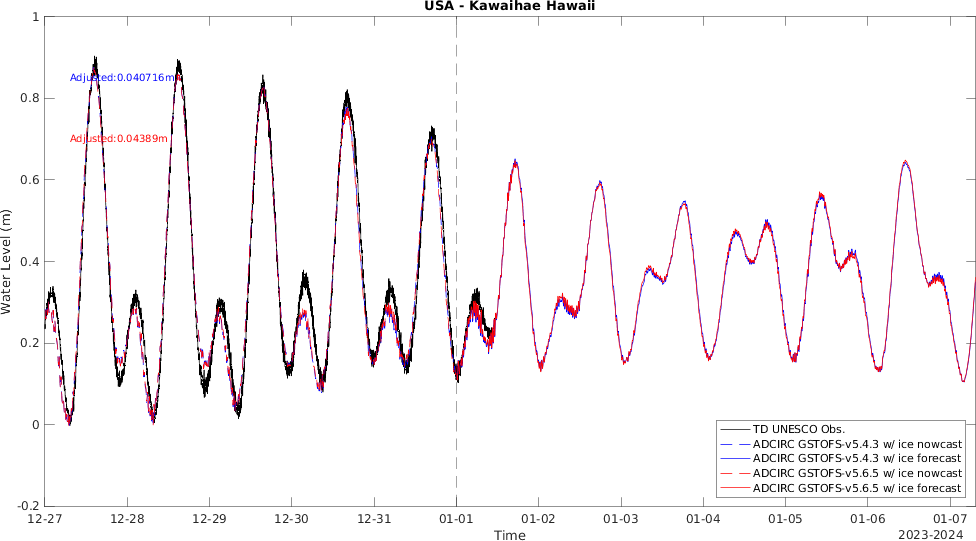 USA - Kawaihae Hawaii
1
0.8
0.6
0.4
0.2
0
-0.2
Water Level (m)
Adjusted:0.040716m
Adjusted:0.04389m
TD UNESCO Obs.
ADCIRC GSTOFS-v5.4.3 w/ ice nowcast
ADCIRC GSTOFS-v5.4.3 w/ ice forecast
ADCIRC GSTOFS-v5.6.5 w/ ice nowcast
ADCIRC GSTOFS-v5.6.5 w/ ice forecast
12-27 12-28 12-29 12-30 12-31 01-01 01-02 01-03 01-04 01-05 01-06 01-07
Time
2023-2024